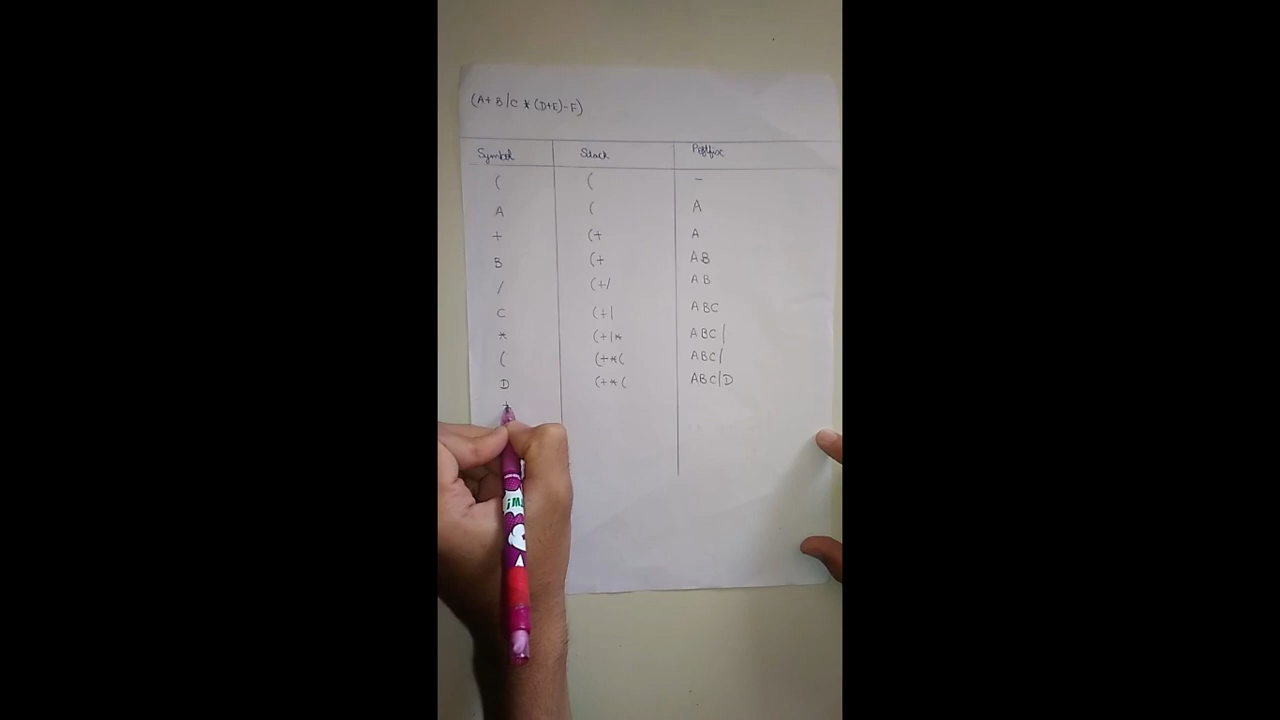 (A+B/C*(D+E)-F)
Symbol Stack Postfix
( ( -
A ( A
+ (+ A
B (+ AB
/ (+/ AB
C (+/ ABC
* (+/* ABC/
( (+*( ABC/
D (+*( ABC/D
+